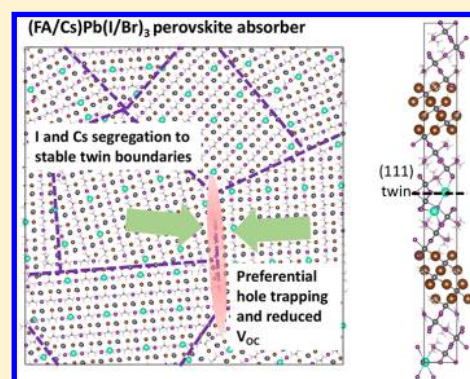 (FA/Cs)Pb(I/Br)₃ perovskite absorber
I and Cs segregation to
stable twin boundaries
Preferential
hole trapping
and reduced
V_OC
(111)
twin